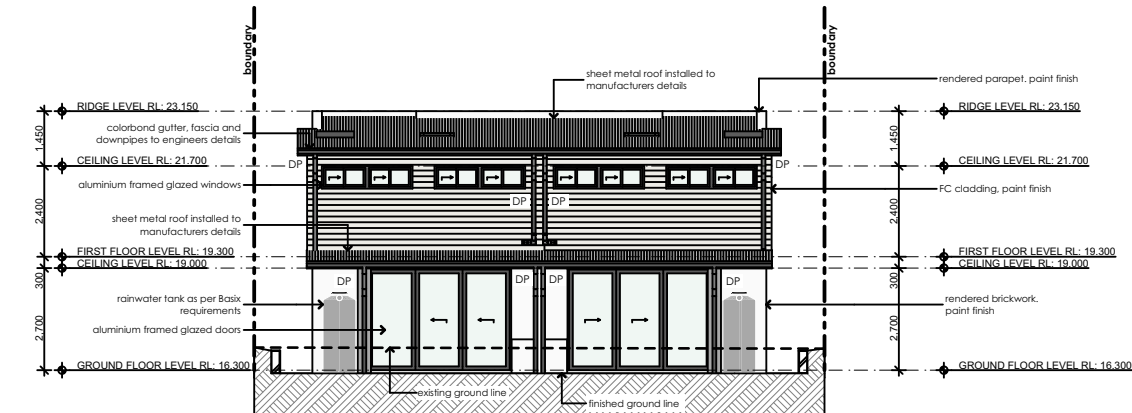 boundary
boundary
sheet metal roof installed to
manufacturers details
rendered parapet. paint finish
RIDGE LEVEL RL: 23.150
RIDGE LEVEL RL: 23.150
colorbond gutter, fascia and
downpipes to engineers details
1,450
1,450
CEILING LEVEL RL: 21.700
DP
DP
CEILING LEVEL RL: 21.700
aluminium framed glazed windows
FC cladding, paint finish
DP
DP
2,400
2,400
sheet metal roof installed to
manufacturers details
FIRST FLOOR LEVEL RL: 19.300
FIRST FLOOR LEVEL RL: 19.300
CEILING LEVEL RL: 19.000
CEILING LEVEL RL: 19.000
300
300
DP
DP
DP
DP
rainwater tank as per Basix
requirements
rendered brickwork.
paint finish
aluminium framed glazed doors
2,700
2,700
GROUND FLOOR LEVEL RL: 16.300
GROUND FLOOR LEVEL RL: 16.300
existing ground line
finished ground line